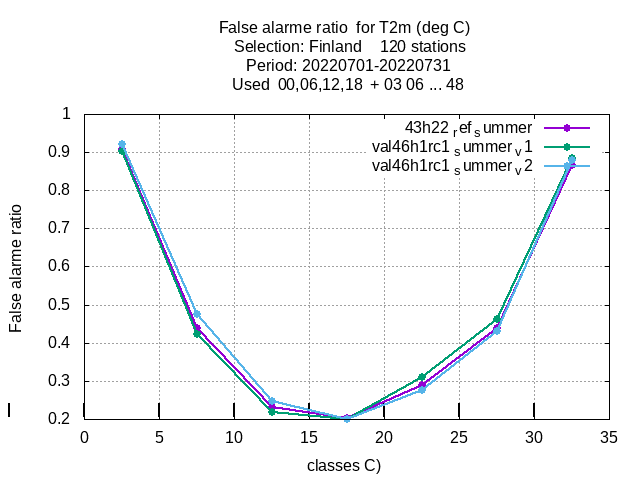 False alarme ratio for T2m (deg C)
Selection: Finland 120 stations
Period: 20220701-20220731
Used 00,06,12,18 + 03 06 ... 48
43h22 ref summer
val46h1rc1 summer v1
val46h1rc1 summer v2
1
0.9
0.8
0.7
0.6
0.5
0.4
0.3
0.2
False alarme ratio
0 5 10 15 20 25 30 35
classes C)